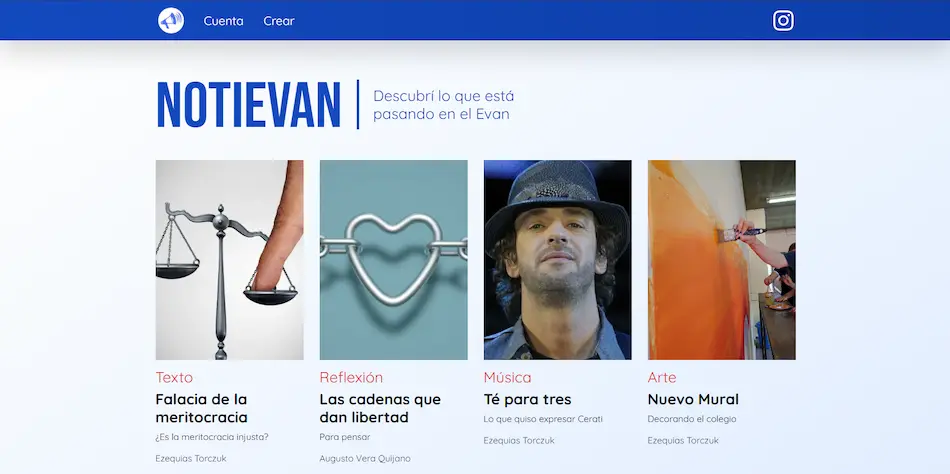 Cuenta
Crear
NOTIEVAN
Descubrí lo que está
pasando en el Evan
Texto
Falacia de la
meritocracia
¿Es la meritocracia injusta?
Ezequias Torczuk
Reflexión
Las cadenas que
dan libertad
Para pensar
Augusto Vera Quijano
Música
Té para tres
Lo que quiso expresar Cerati
Ezequias Torczuk
Arte
Nuevo Mural
Decorando el colegio
Ezequias Torczuk